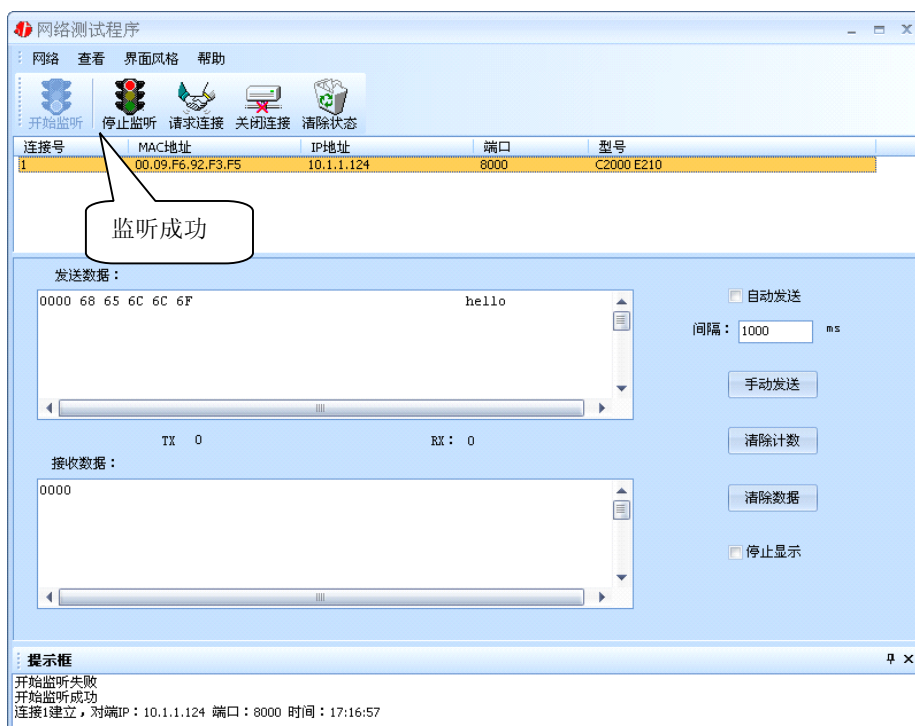 网络测试程序
网络 查看 界面风格 帮助
开始监听 停止监听 请求连接 关闭连接 清除状态
连接号 MAC地址 IP地址 端口 型号
1 00.09.F6.92.F3.F5 10.1.1.124 8000 C2000 E210
监听成功
发送数据：
0000 68 65 6C 6C 6F hello
自动发送
间隔： 1000 ms
手动发送
TX 0 RX： 0
清除计数
接收数据：
0000
清除数据
停止显示
提示框
开始监听失败
开始监听成功
连接1建立，对端IP：10.1.1.124 端口：8000 时间：17:16:57